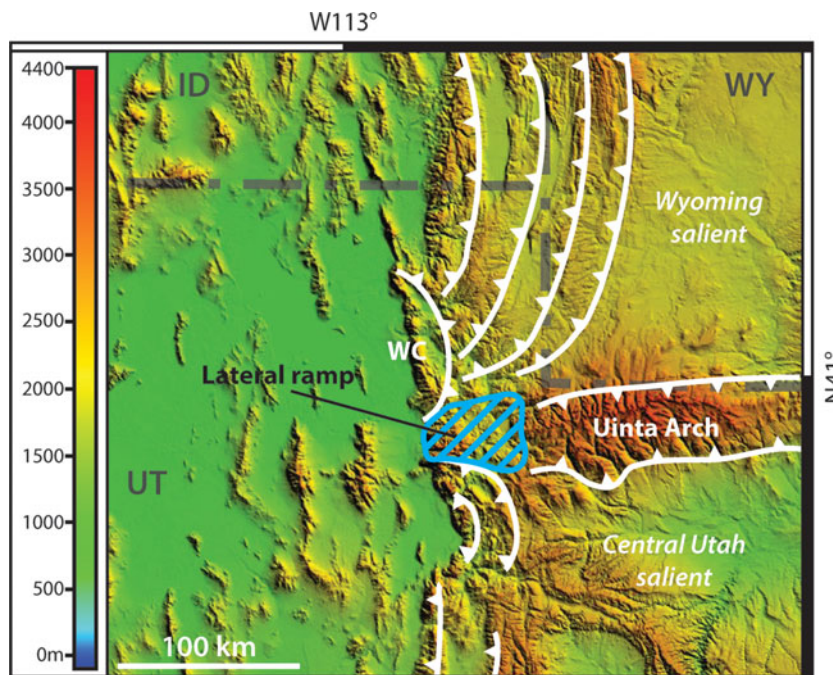 W113°
4400
4000
3500
3000
2500
2000
1500
1000
500
0m
ID
WY
Wyoming
salient
WC
Lateral ramp
N41°
Uinta Arch
UT
Central Utah
salient
100 km